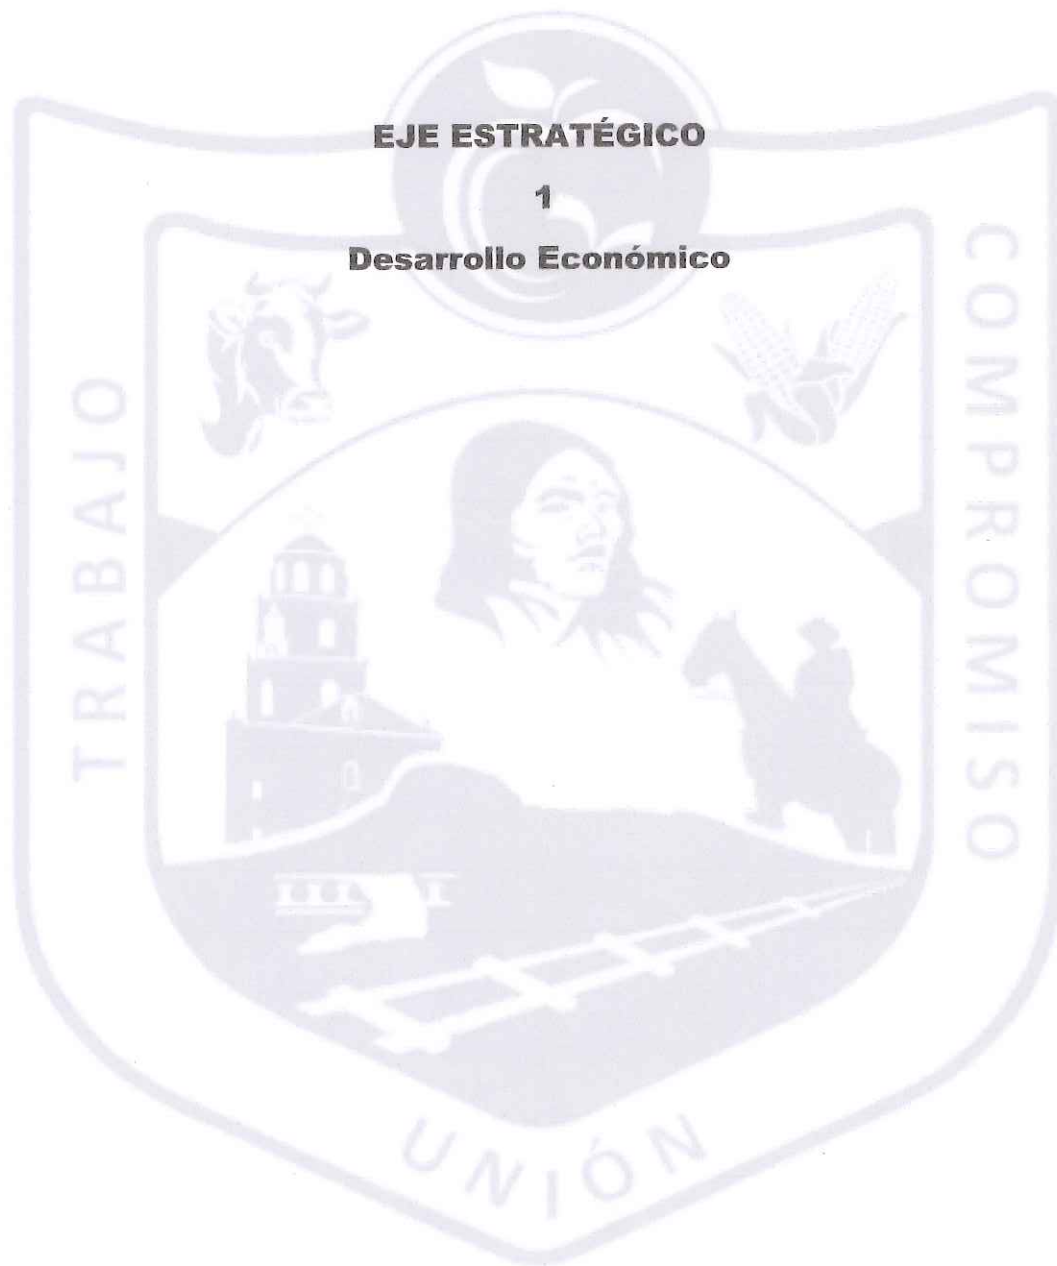 EJE ESTRATÉGICO
1
Desarrollo Económico
TRABAJO
COMPROMISO
UNIÓN